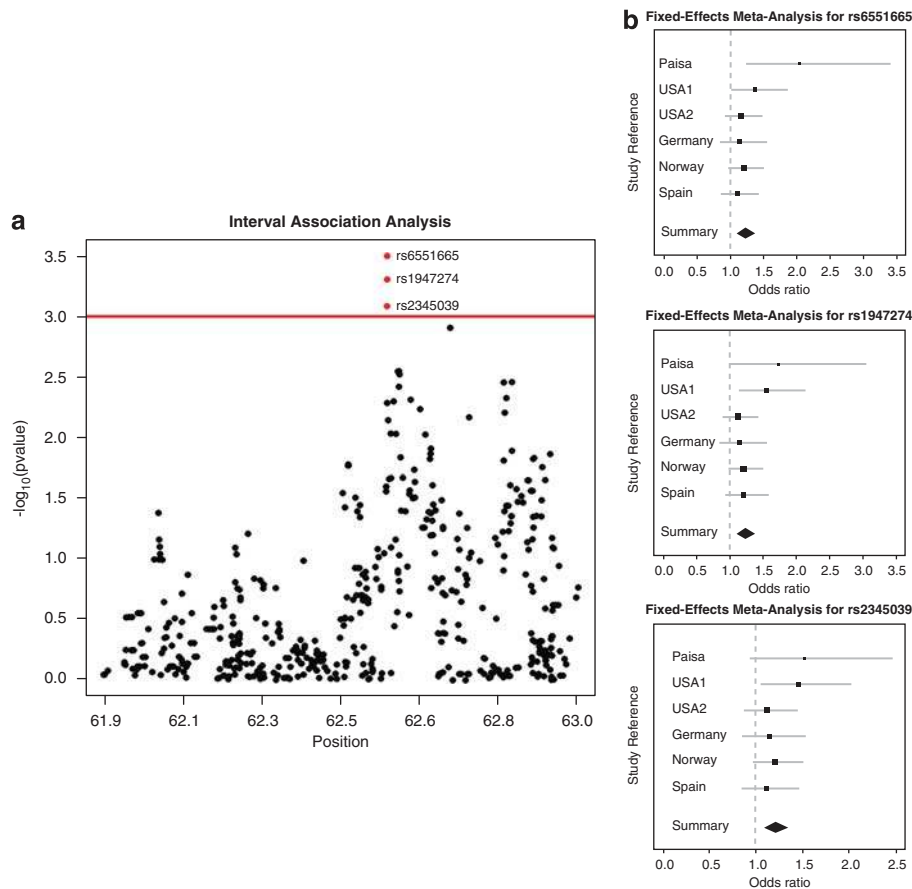 a
Interval Association Analysis
-log10(pvalue)
3.5
3.0
2.5
2.0
1.5
1.0
0.5
0.0
rs6551665
rs1947274
rs2345039
61.9 62.1 62.3 62.5 62.6 62.8 63.0
Position
b
Fixed-Effects Meta-Analysis for rs6551665
Study Reference
Paisa
USA1
USA2
Germany
Norway
Spain
Summary
0.0 0.5 1.0 1.5 2.0 2.5 3.0 3.5
Odds ratio
Fixed-Effects Meta-Analysis for rs1947274
Study Reference
Paisa
USA1
USA2
Germany
Norway
Spain
Summary
0.0 0.5 1.0 1.5 2.0 2.5 3.0 3.5
Odds ratio
Fixed-Effects Meta-Analysis for rs2345039
Study Reference
Paisa
USA1
USA2
Germany
Norway
Spain
Summary
0.0 0.5 1.0 1.5 2.0 2.5
Odds ratio